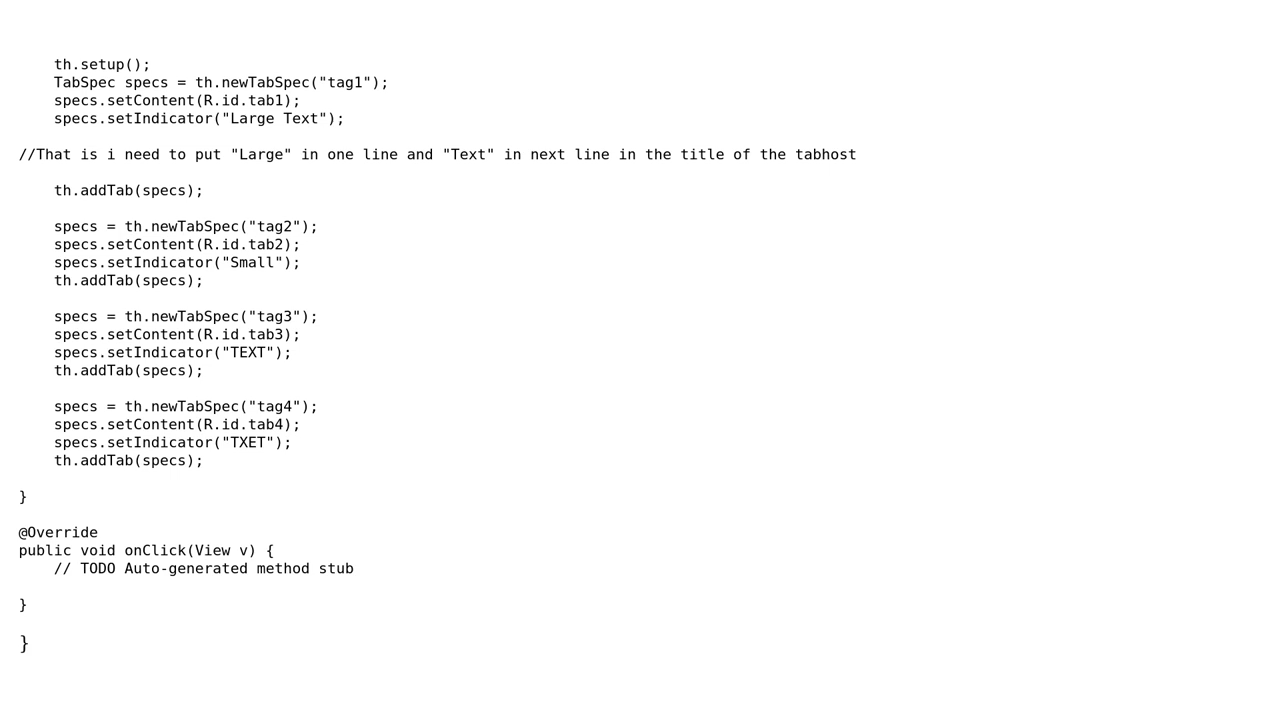 th.setup();
TabSpec specs = th.newTabSpec("tag1");
specs.setContent(R.id.tab1);
specs.setIndicator("Large Text");
//That is i need to put "Large" in one line and "Text" in next line in the title of the tabhost
th.addTab(specs);
specs = th.newTabSpec("tag2");
specs.setContent(R.id.tab2);
specs.setIndicator("Small");
th.addTab(specs);
specs = th.newTabSpec("tag3");
specs.setContent(R.id.tab3);
specs.setIndicator("TEXT");
th.addTab(specs);
specs = th.newTabSpec("tag4");
specs.setContent(R.id.tab4);
specs.setIndicator("TXET");
th.addTab(specs);
}
@Override
public void onClick(View v) {
// TODO Auto-generated method stub
}
}